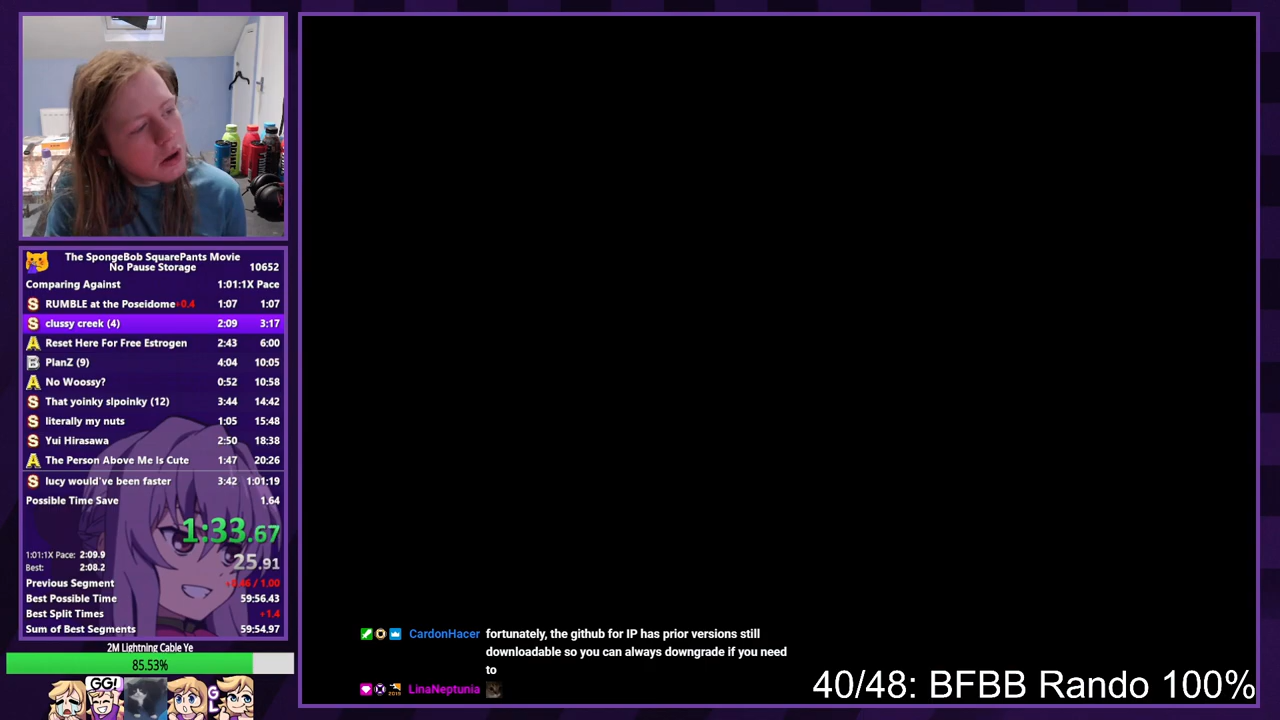 The SpongeBob SquarePants Movie
No Pause Storage 10652
Comparing Against 1:01:1X Pace
S RUMBLE at the Poseidome +0.4 1:07 1:07
S clussy creek (4) 2:09 3:17
A Reset Here For Free Estrogen 2:43 6:00
B PlanZ (9) 4:04 10:05
A No Woossy? 0:52 10:58
S That yoinky slpoinky (12) 3:44 14:42
S literally my nuts 1:05 15:48
S Yui Hirasawa 2:50 18:38
A The Person Above Me Is Cute 1:47 20:26
S lucy would've been faster 3:42 1:01:19
Possible Time Save 1.64
1:33.67
1:01:1X Pace: 2:09.9
25.91
Best: 2:08.2
Previous Segment / 1.00
Best Possible Time 59:56.43
Best Split Times +1.4
Sum of Best Segments 59:54.97
2M Lightning Cable Ye
85.53%
GG!
CardonHacer fortunately, the github for IP has prior versions still
downloadable so you can always downgrade if you need
to
LinaNeptunia
40/48: BFBB Rando 100%